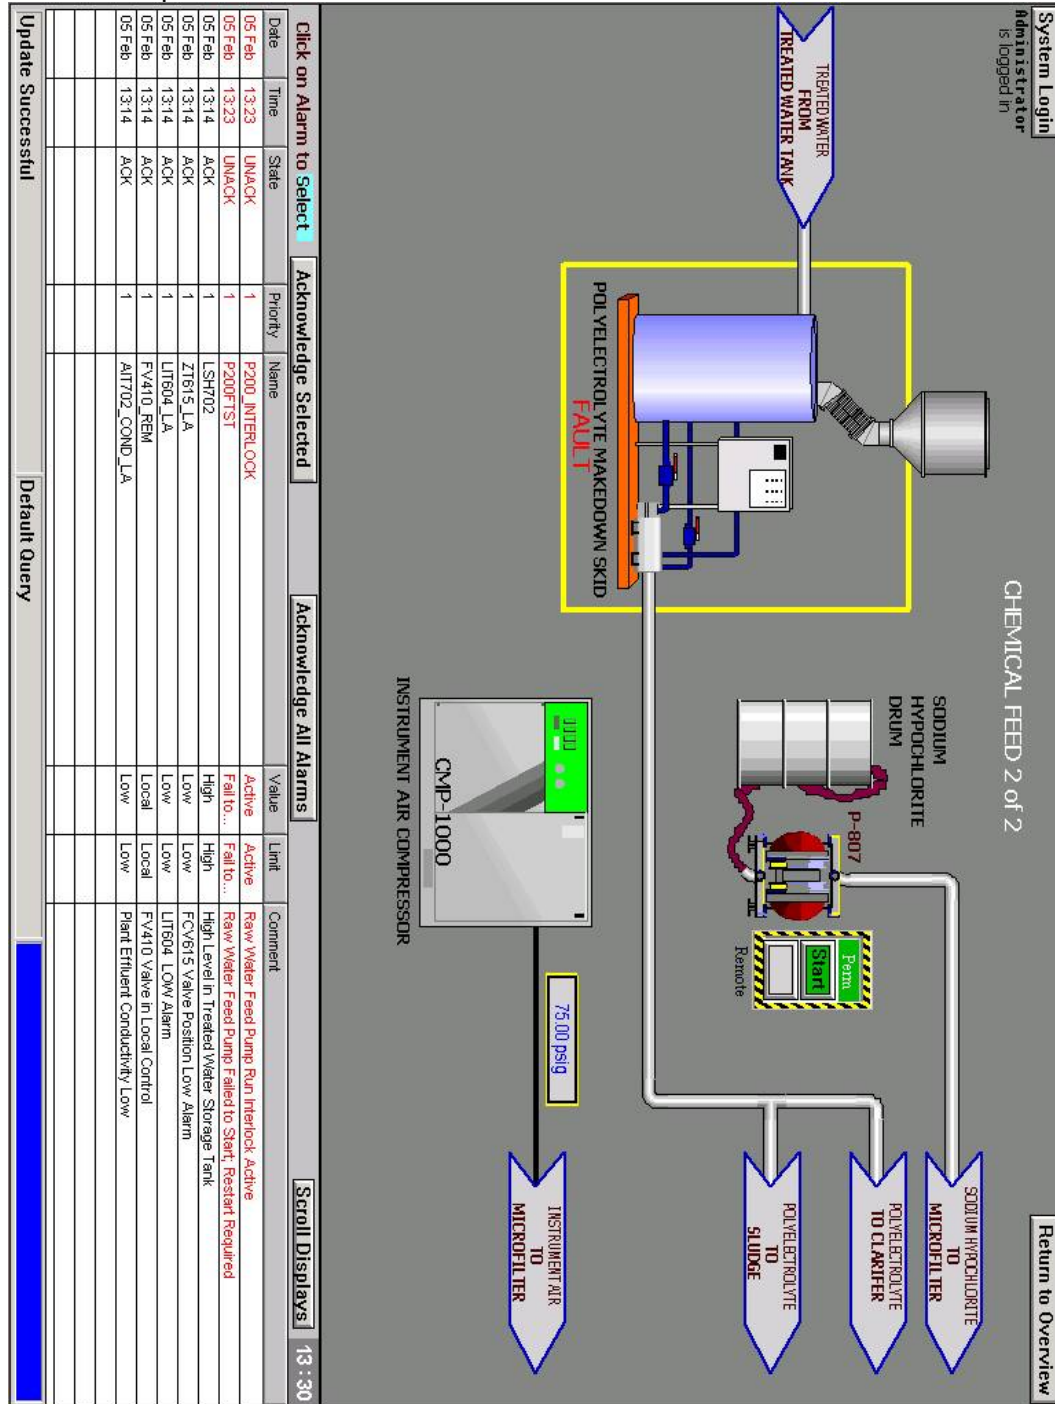 System Login
Administrator
is logged in
CHEMICAL FEED 2 of 2
Return to Overview
TREATED WATER
FROM
TREATED WATER TANK
POLYELECTROLYTE MAKEDOWN SKID
FAULT
SODIUM
HYPOCHLORITE
DRUM
P-807
Perm
Start
Remote
SODIUM HYPOCHLORITE
TO
MICROFILTER
POLYELECTROLYTE
TO CLARIFER
POLYELECTROLYTE
TO
SLUDGE
CMP-1000
INSTRUMENT AIR COMPRESSOR
75.00 psig
INSTRUMENT AIR
TO
MICROFILTER
Click on Alarm to Select Acknowledge Selected Acknowledge All Alarms Scroll Displays 13:30
Date Time State Priority Name Value Limit Comment
05 Feb 13:23 UNACK 1 P200_INTERLOCK Active Active Raw Water Feed Pump Run Interlock Active
05 Feb 13:23 UNACK 1 P200FTST Fail to... Fail to... Raw Water Feed Pump Failed to Start; Restart Required
05 Feb 13:14 ACK 1 LSH702 High High High Level in Treated Water Storage Tank
05 Feb 13:14 ACK 1 ZT615_LA Low Low FCV615 Valve Position Low Alarm
05 Feb 13:14 ACK 1 LIT604_LA Low Low LIT604 LOW Alarm
05 Feb 13:14 ACK 1 FV410_REM Local Local FV410 Valve in Local Control
05 Feb 13:14 ACK 1 AIT702_COND_LA Low Low Plant Effluent Conductivity Low
Update Successful Default Query